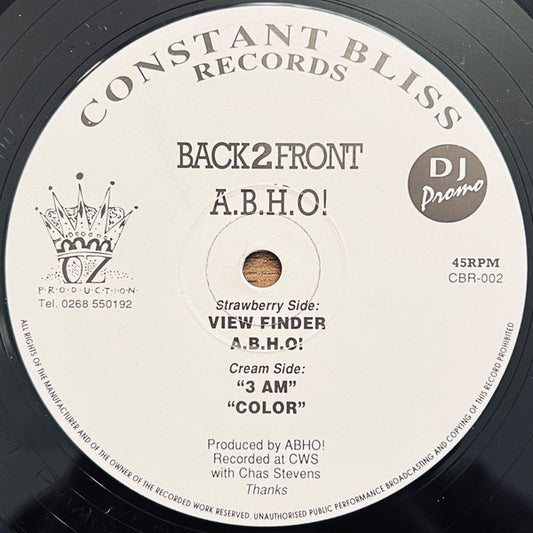 CONSTANT BLISS
RECORDS
BACK2FRONT
A.B.H.O!
DJ
Promo
OZ
P·R·O·D·U·C·T·I·O·N
Tel. 0268 550192
45RPM
CBR-002
Strawberry Side:
VIEW FINDER
A.B.H.O!
Cream Side:
“3 AM”
“COLOR”
Produced by ABHO!
Recorded at CWS
with Chas Stevens
Thanks
ALL RIGHTS OF THE MANUFACTURER AND OF THE OWNER OF THE RECORDED WORK RESERVED. UNAUTHORISED PUBLIC PERFORMANCE BROADCASTING AND COPYING OF THIS RECORD PROHIBITED